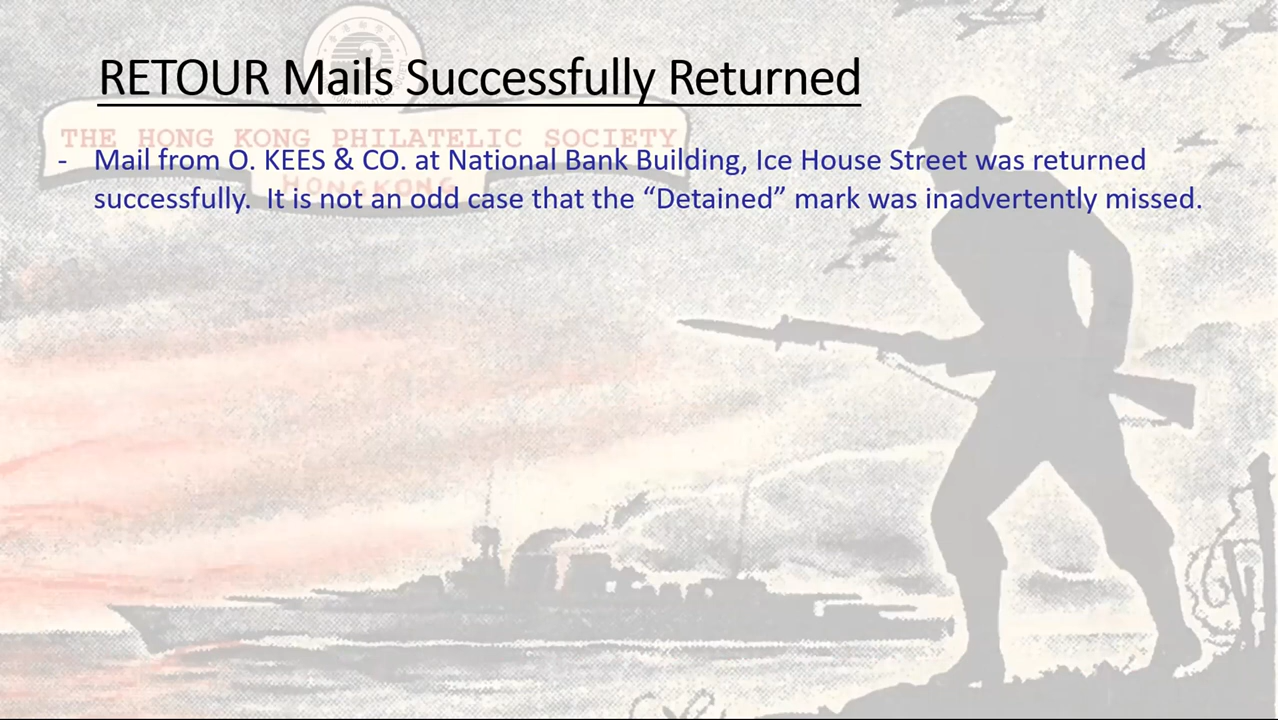 RETOUR Mails Successfully Returned
THE HONG KONG PHILATELIC SOCIETY
- Mail from O. KEES & CO. at National Bank Building, Ice House Street was returned
HONGKONG
successfully. It is not an odd case that the “Detained” mark was inadvertently missed.